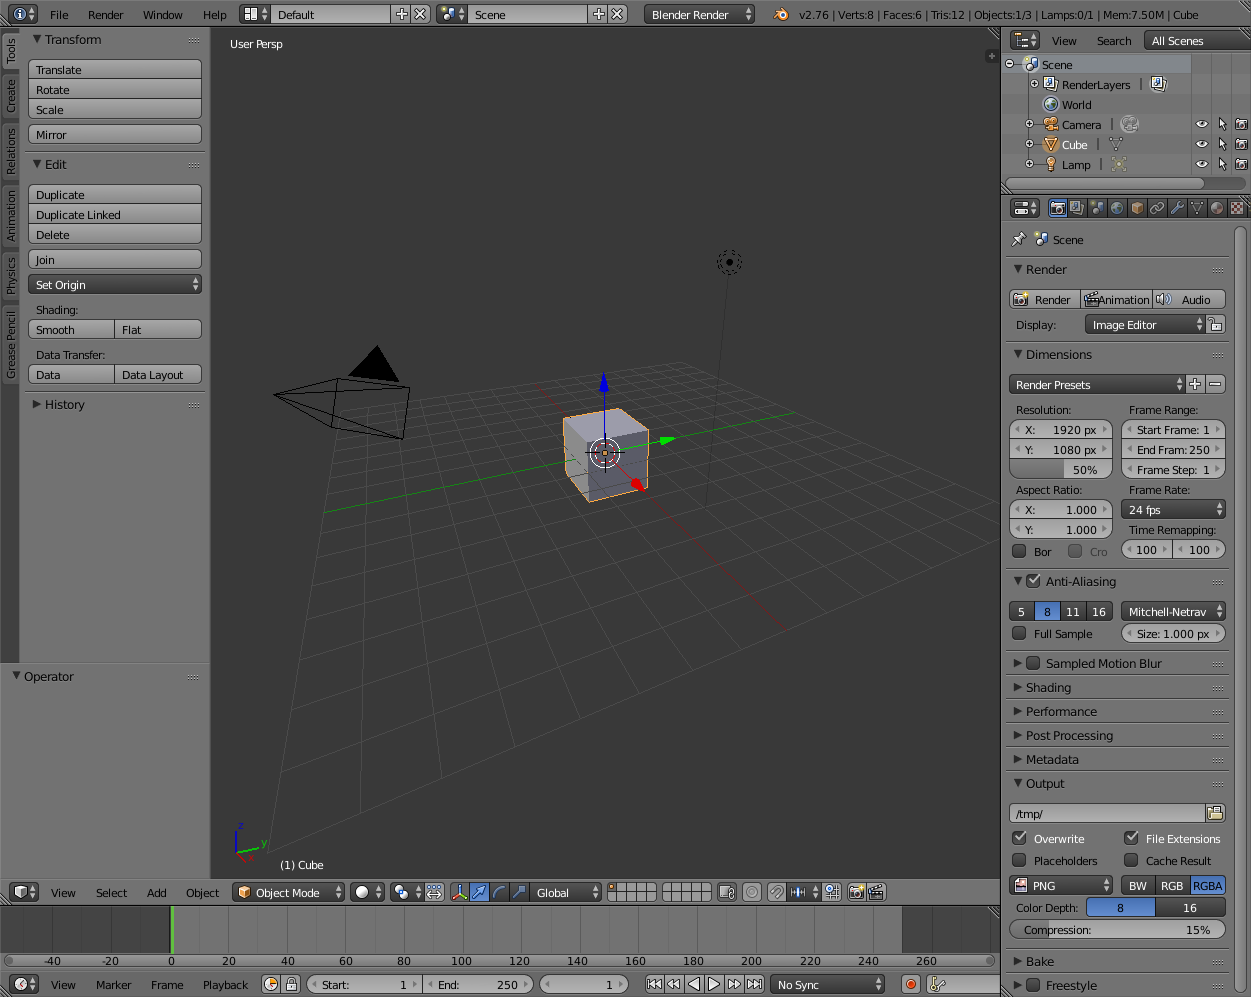 File Render Window Help Default Scene Blender Render v2.76 | Verts:8 | Faces:6 | Tris:12 | Objects:1/3 | Lamps:0/1 | Mem:7.50M | Cube
Tools
Create
Relations
Animation
Physics
Grease Pencil
Transform
Translate
Rotate
Scale
Mirror
Edit
Duplicate
Duplicate Linked
Delete
Join
Set Origin
Shading:
Smooth Flat
Data Transfer:
Data Data Layout
History
Operator
User Persp
z
y
x
(1) Cube
View Select Add Object Object Mode Global
-40 -20 0 20 40 60 80 100 120 140 160 180 200 220 240 260
View Marker Frame Playback Start: 1 End: 250 1 No Sync
View Search All Scenes
Scene
RenderLayers
World
Camera
Cube
Lamp
Scene
Render
Render Animation Audio
Display: Image Editor
Dimensions
Render Presets
Resolution: Frame Range:
X: 1920 px Start Frame: 1
Y: 1080 px End Fram: 250
50% Frame Step: 1
Aspect Ratio: Frame Rate:
X: 1.000 24 fps
Y: 1.000 Time Remapping:
Bor Cro 100 100
Anti-Aliasing
5 8 11 16 Mitchell-Netrav
Full Sample Size: 1.000 px
Sampled Motion Blur
Shading
Performance
Post Processing
Metadata
Output
/tmp/
Overwrite File Extensions
Placeholders Cache Result
PNG BW RGB RGBA
Color Depth: 8 16
Compression: 15%
Bake
Freestyle